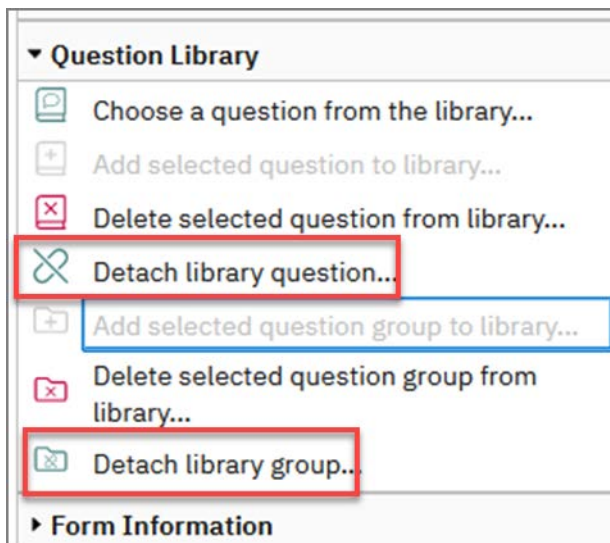 Question Library
Choose a question from the library...
Add selected question to library...
Delete selected question from library...
Detach library question...
Add selected question group to library...
Delete selected question group from
library...
Detach library group...
Form Information